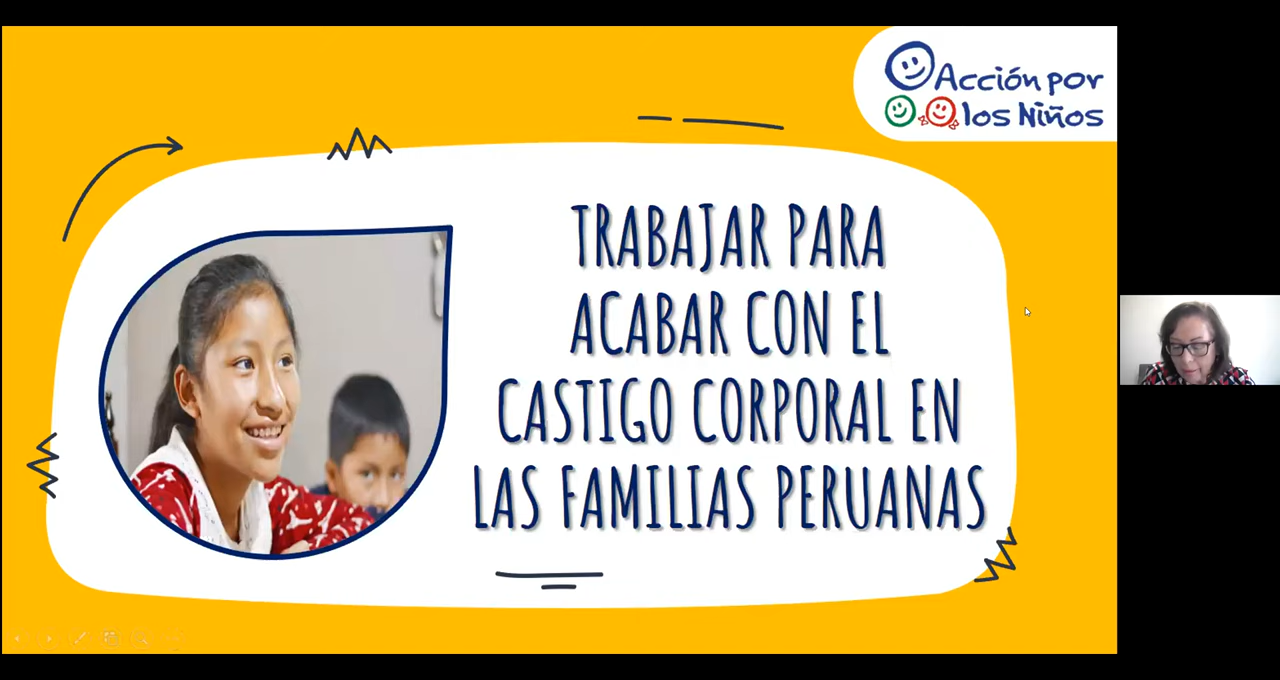 Acción por
los Niños
TRABAJAR PARA
ACABAR CON EL
CASTIGO CORPORAL EN
LAS FAMILIAS PERUANAS